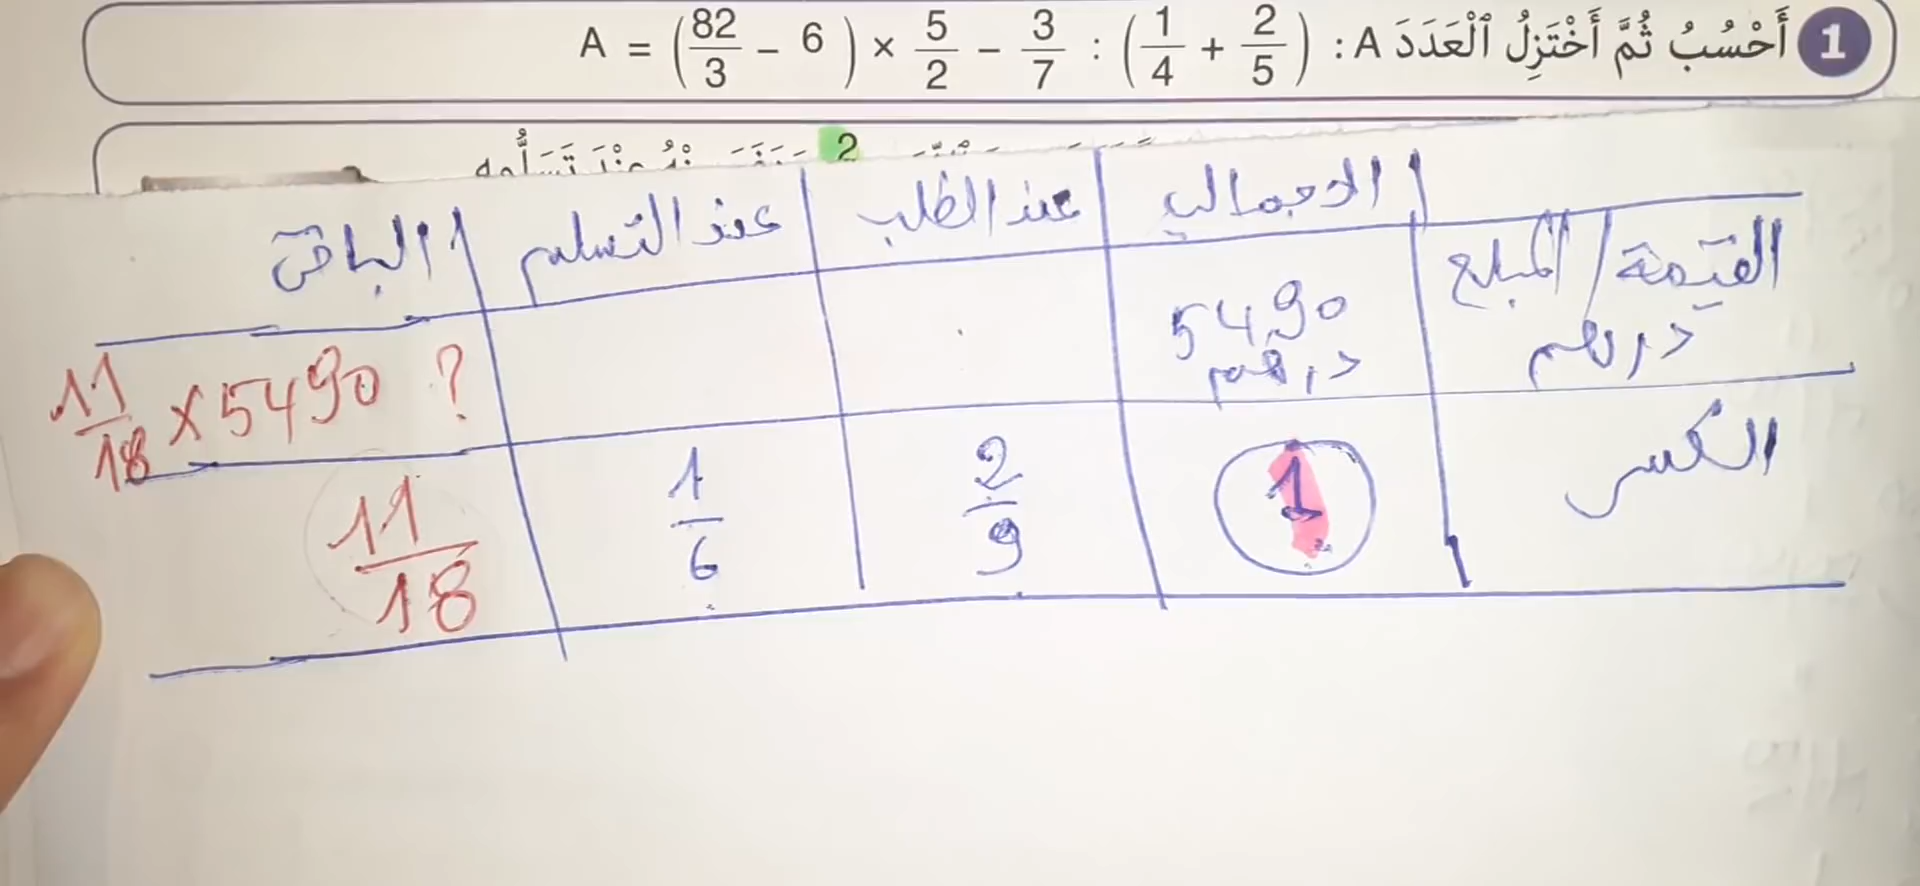 1 أَحْسُبُ ثُمَّ أَخْتَزِلُ ٱلْعَدَدَ A : A = (82/3 − 6) × 5/2 − 3/7 : (1/4 + 2/5)
2
الاجمالي عند الطلب عند التسليم الباقي
القيمة/المبلغ درهم 5490 درهم 11/18 × 5490 ?
الكسر 1 2/9 1/6 11/18